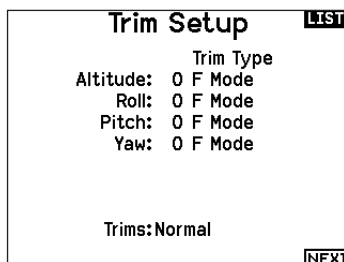 Trim Setup
LIST
Trim Type
Altitude: 0 F Mode
Roll: 0 F Mode
Pitch: 0 F Mode
Yaw: 0 F Mode
Trims:Normal
NEXT